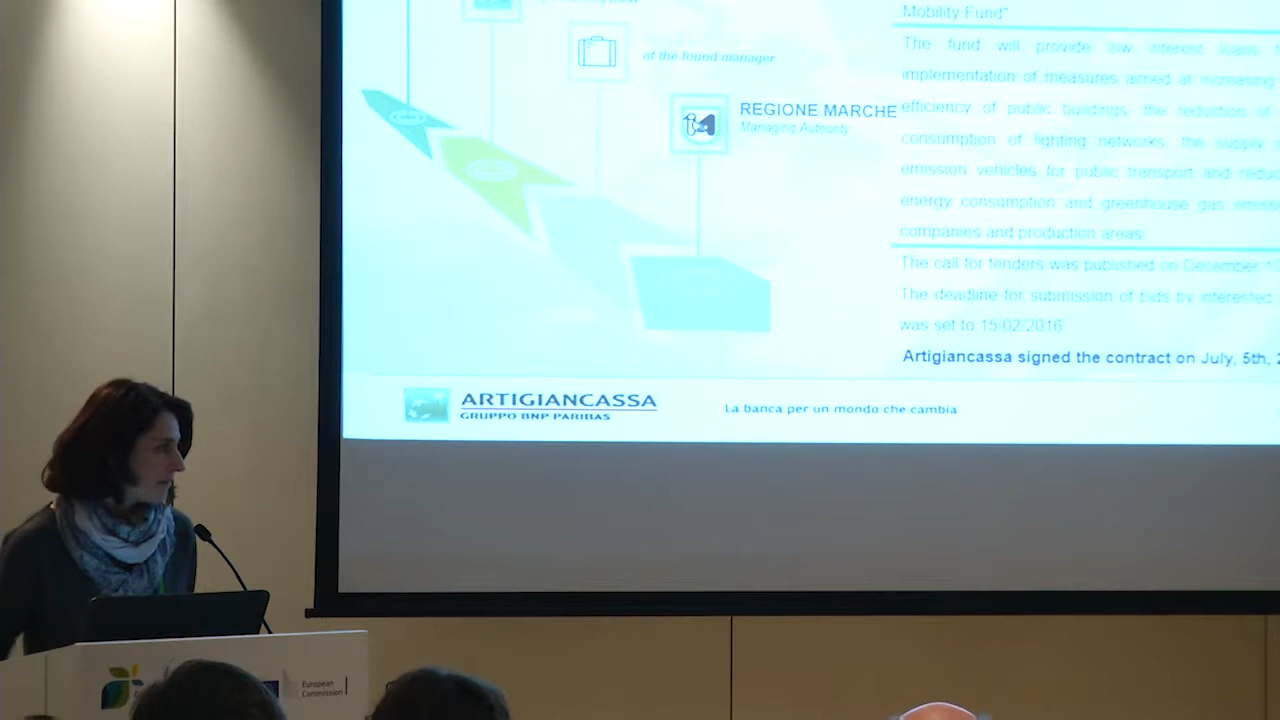 of the found manager
REGIONE MARCHE
Managing Authority
Mobility Fund"
The fund will provide low interest loans
implementation of measures aimed at increasing
efficiency of public buildings, the reduction of
consumption of lighting networks, the supply
emission vehicles for public transport and
energy consumption and greenhouse gas
companies and production areas.
The call for tenders was published on December
The deadline for submission of bids by interested
was set to 15/02/2016
Artigiancassa signed the contract on July, 5th,
ARTIGIANCASSA
GRUPPO BNP PARIBAS
La banca per un mondo che cambia
European
Commission